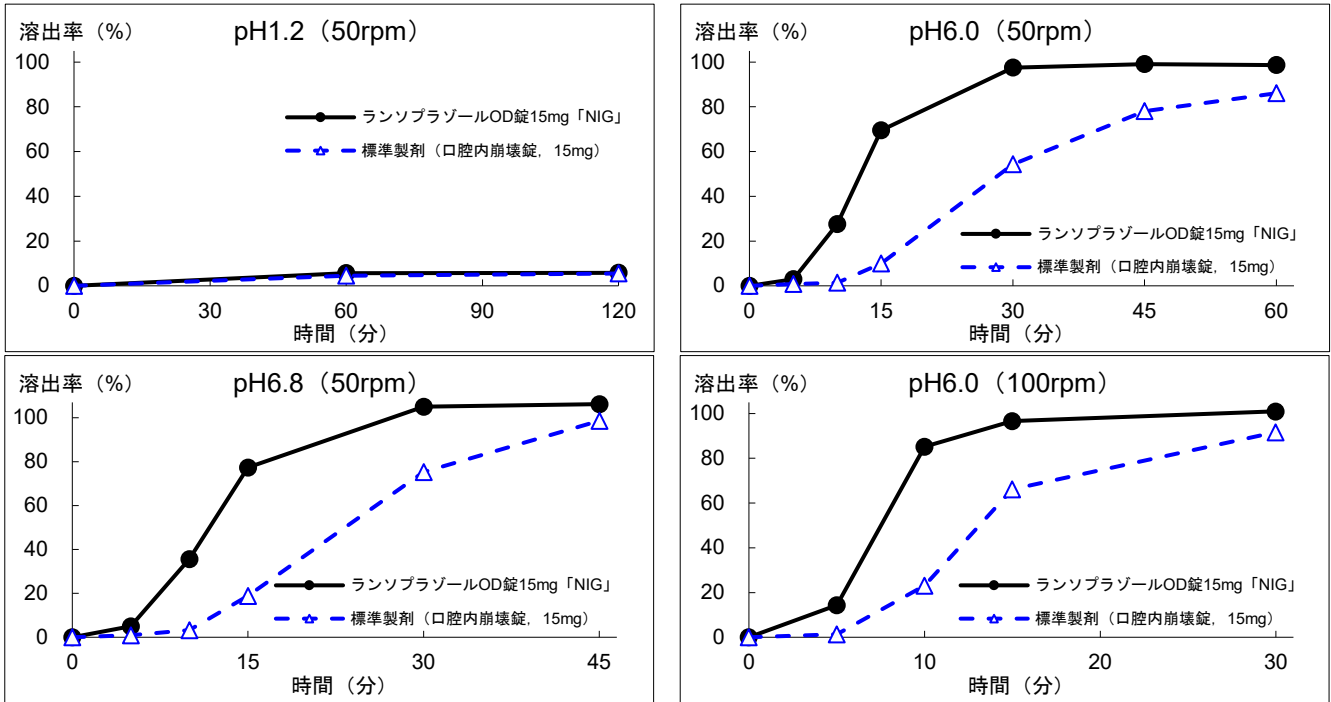 溶出率（%）
pH1.2（50rpm）
100
80
60
40
20
0
ランソプラゾールOD錠15mg「NIG」
標準製剤（口腔内崩壊錠，15mg）
0 30 60 90 120
時間（分）
溶出率（%）
pH6.0（50rpm）
100
80
60
40
20
0
ランソプラゾールOD錠15mg「NIG」
標準製剤（口腔内崩壊錠，15mg）
0 15 30 45 60
時間（分）
溶出率（%）
pH6.8（50rpm）
100
80
60
40
20
0
ランソプラゾールOD錠15mg「NIG」
標準製剤（口腔内崩壊錠，15mg）
0 15 30 45
時間（分）
溶出率（%）
pH6.0（100rpm）
100
80
60
40
20
0
ランソプラゾールOD錠15mg「NIG」
標準製剤（口腔内崩壊錠，15mg）
0 10 20 30
時間（分）